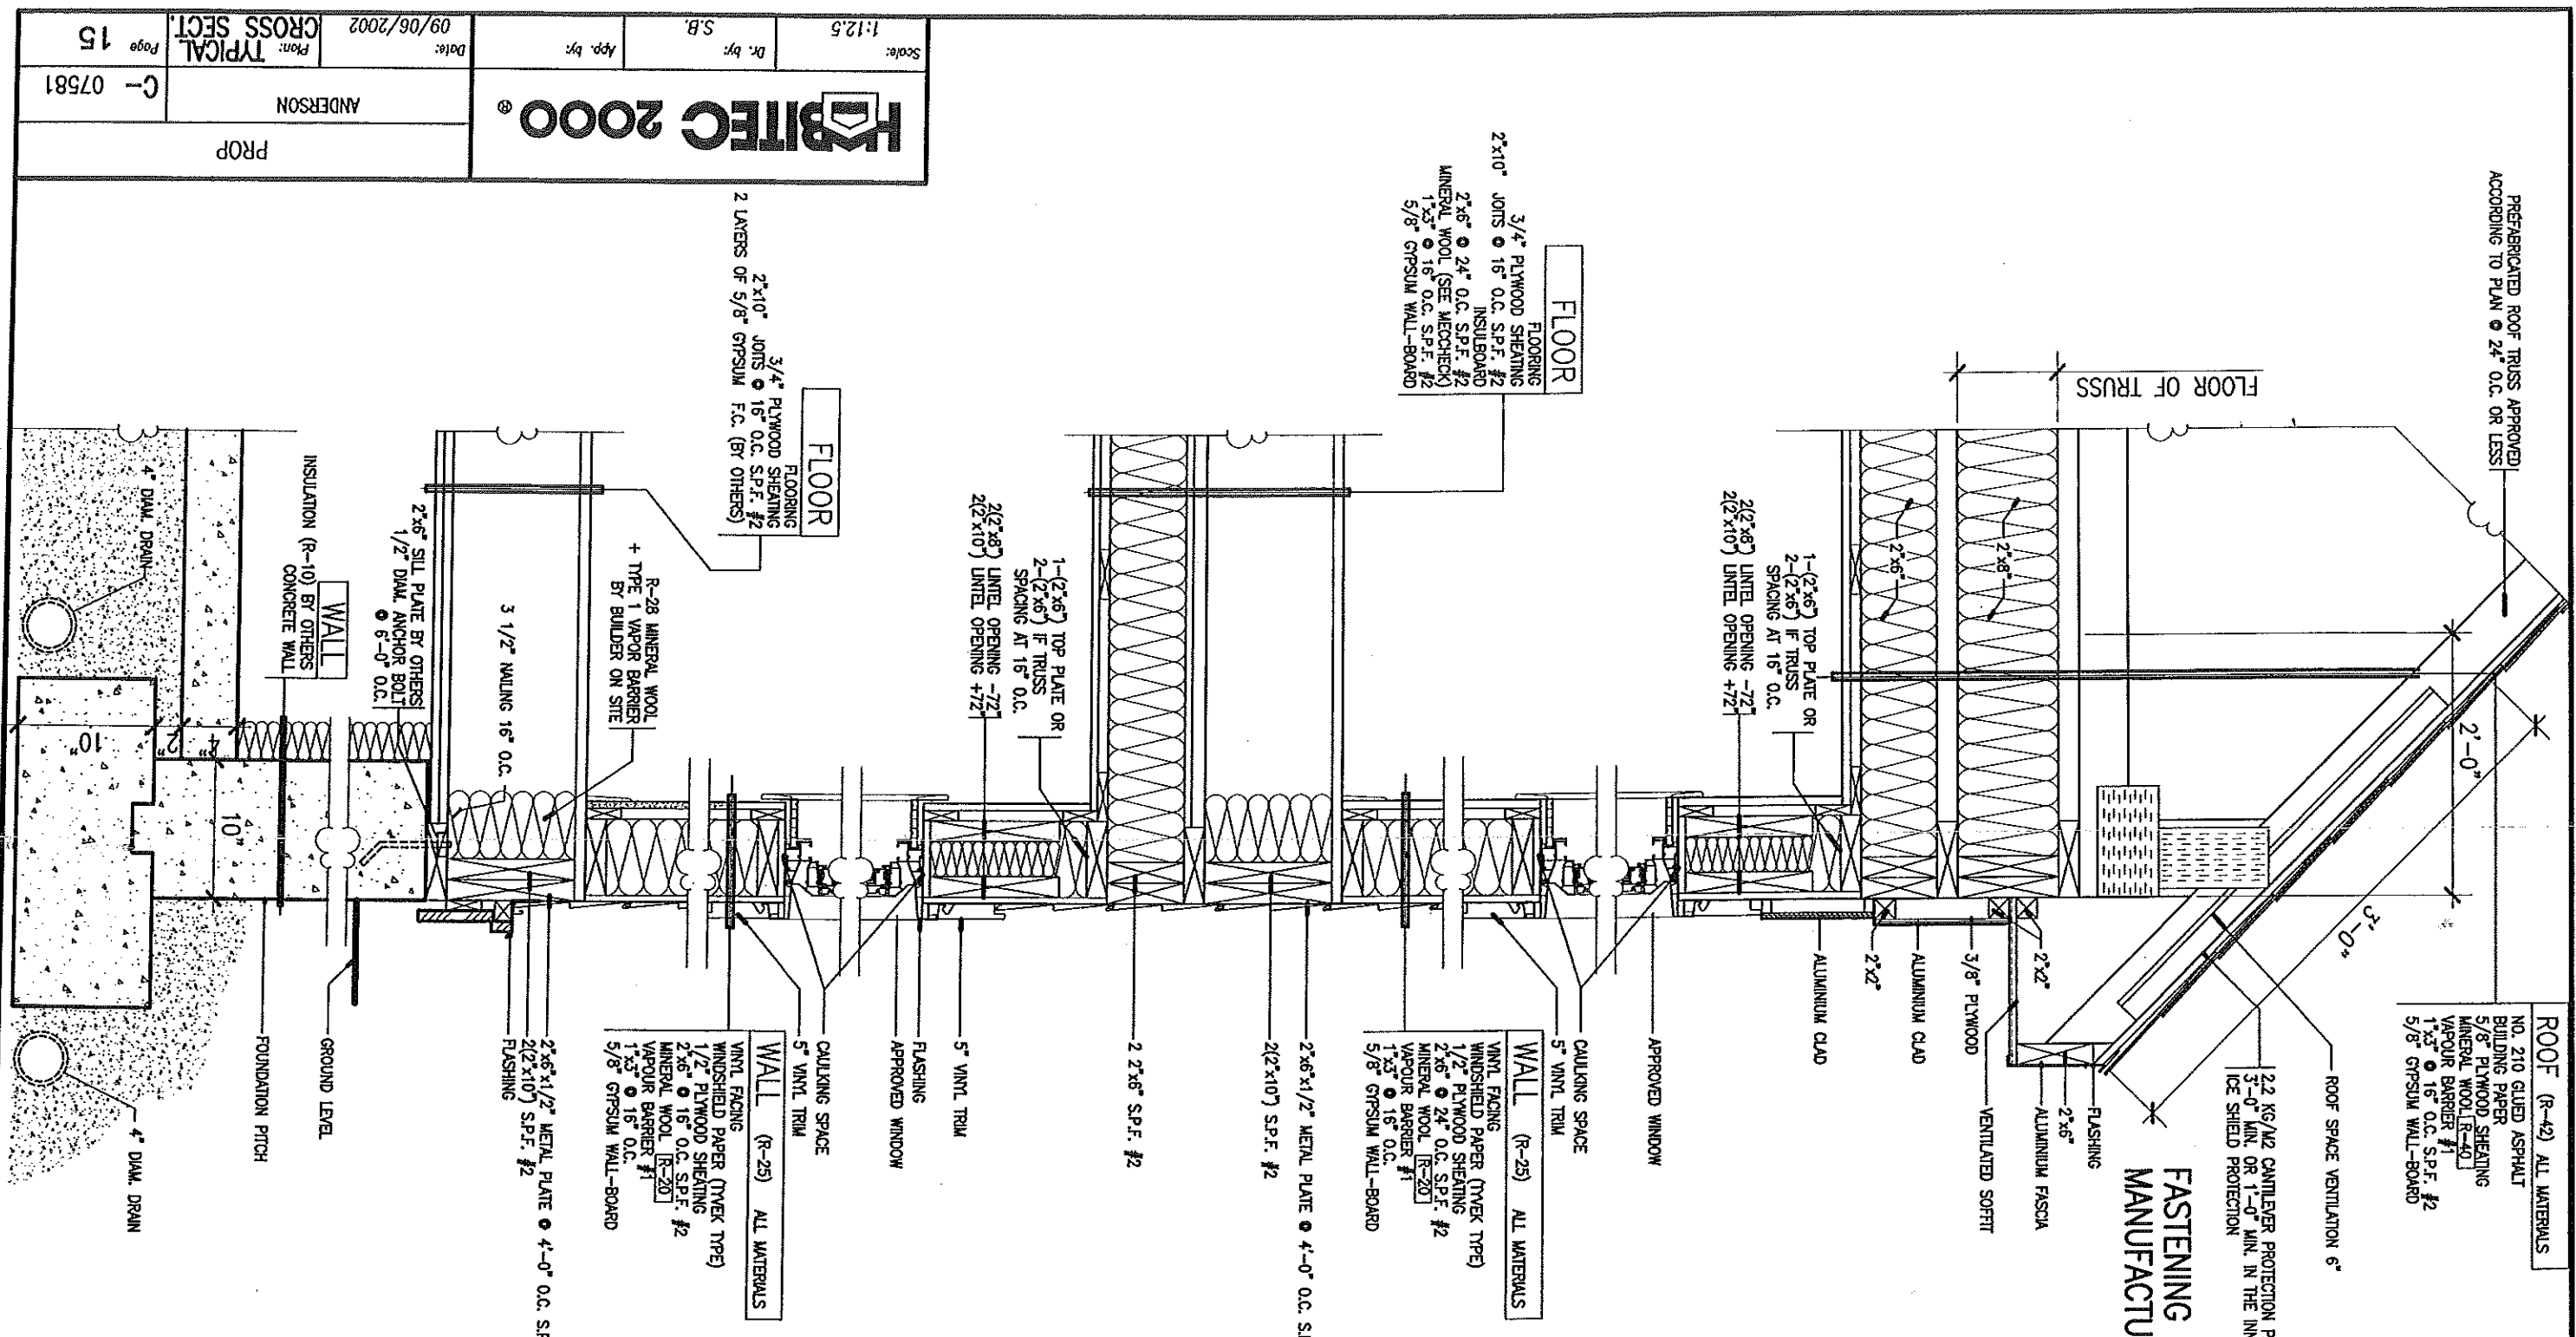 PREFABRICATED ROOF TRUSS APPROVED
ACCORDING TO PLAN @ 24" O.C. OR LESS
FLOOR OF TRUSS
2'-0"
3'-0"
ROOF (R-42) ALL MATERIALS
NO. 210 GLUED ASPHALT
BUILDING PAPER
5/8" PLYWOOD SHEATING
MINERAL WOOL R-40
VAPOUR BARRIER #1
1"x3" @ 16" O.C. S.P.F. #2
5/8" GYPSUM WALL-BOARD
FASTENING
MANUFACTU
ROOF SPACE VENTILATION 6"
22 KG/M2 CANTILEVER PROTECTION P
3'-0" MIN. OR 1'-0" MIN. IN THE INN
ICE SHIELD PROTECTION
FLASHING
2"x6"
ALUMINIUM FASCIA
VENTILATED SOFFIT
2"x2"
3/8" PLYWOOD
ALUMINIUM CLAD
2"x2"
ALUMINIUM CLAD
2"x8"
2"x6"
1-(2"x6") TOP PLATE OR
2-(2"x6") IF TRUSS
SPACING AT 16" O.C.
2(2"x8") LINTEL OPENING -72"
2(2"x10") LINTEL OPENING +72"
APPROVED WINDOW
CAULKING SPACE
5" VINYL TRIM
WALL (R-25) ALL MATERIALS
VINYL FACING
WINDSHIELD PAPER (TYVEK TYPE)
1/2" PLYWOOD SHEATING
2"x6" @ 24" O.C. S.P.F. #2
MINERAL WOOL R-20
VAPOUR BARRIER #1
1"x3" @ 16" O.C.
5/8" GYPSUM WALL-BOARD
FLOOR
FLOORING
3/4" PLYWOOD SHEATING
2"x10" JOITS @ 16" O.C. S.P.F. #2
INSULBOARD
2"x6" @ 24" O.C. S.P.F. #2
MINERAL WOOL (SEE MECCHECK)
1"x3" @ 16" O.C. S.P.F. #2
5/8" GYPSUM WALL-BOARD
2"x6"x1/2" METAL PLATE @ 4'-0" O.C.
2(2"x10") S.P.F. #2
2 2"x6" S.P.F. #2
1-(2"x6") TOP PLATE OR
2-(2"x6") IF TRUSS
SPACING AT 16" O.C.
2(2"x8") LINTEL OPENING -72"
2(2"x10") LINTEL OPENING +72"
5" VINYL TRIM
FLASHING
APPROVED WINDOW
CAULKING SPACE
5" VINYL TRIM
WALL (R-25) ALL MATERIALS
VINYL FACING
WINDSHIELD PAPER (TYVEK TYPE)
1/2" PLYWOOD SHEATING
2"x6" @ 16" O.C. S.P.F. #2
MINERAL WOOL R-20
VAPOUR BARRIER #1
1"x3" @ 16" O.C.
5/8" GYPSUM WALL-BOARD
FLOOR
FLOORING
3/4" PLYWOOD SHEATING
2"x10" JOITS @ 16" O.C. S.P.F. #2
2 LAYERS OF 5/8" GYPSUM F.C. (BY OTHERS)
R-28 MINERAL WOOL
+ TYPE 1 VAPOR BARRIER
BY BUILDER ON SITE
3 1/2" NAILING 16" O.C.
2"x6"x1/2" METAL PLATE @ 4'-0" O.C.
2(2"x10") S.P.F. #2
FLASHING
2"x6" SILL PLATE BY OTHERS
1/2" DIAM. ANCHOR BOLT
@ 6'-0" O.C.
WALL
INSULATION (R-10) BY OTHERS
CONCRETE WALL
GROUND LEVEL
FOUNDATION PITCH
10"
4"
2"
10"
4" DIAM. DRAIN
4" DIAM. DRAIN
HABITEC 2000 ®
PROP
ANDERSON
C- 07581
Scale:
1:12.5
Dr. by:
S.B.
App. by:
Date:
09/06/2002
Plan: TYPICAL
CROSS SECT.
Page 15